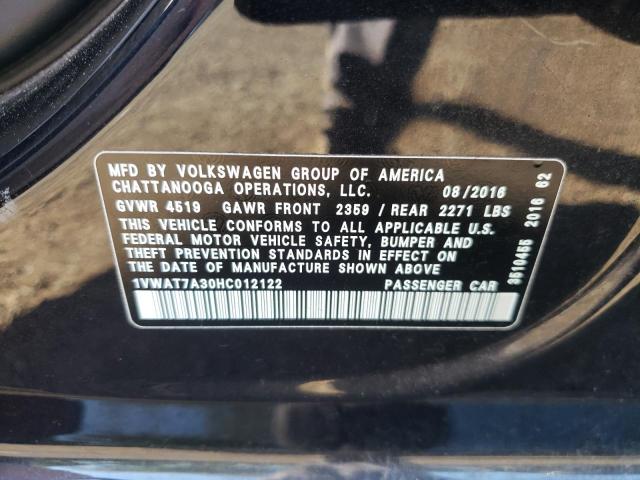 MFD BY VOLKSWAGEN GROUP OF AMERICA
CHATTANOOGA OPERATIONS, LLC. 08/2016
GVWR 4519 GAWR FRONT 2359 / REAR 2271 LBS
THIS VEHICLE CONFORMS TO ALL APPLICABLE U.S.
FEDERAL MOTOR VEHICLE SAFETY, BUMPER AND
THEFT PREVENTION STANDARDS IN EFFECT ON
THE DATE OF MANUFACTURE SHOWN ABOVE
1VWAT7A30HC012122 PASSENGER CAR
3510455 2016 62